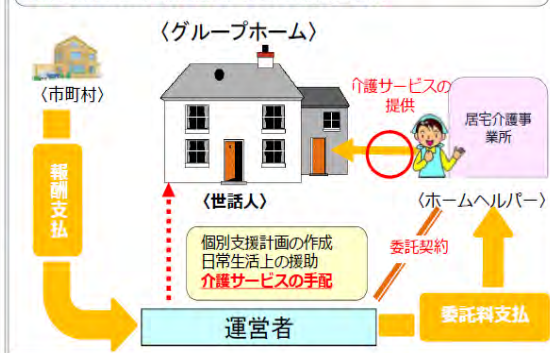 〈グループホーム〉
〈市町村〉
介護サービスの
提供
居宅介護事
業所
報酬支払
〈世話人〉
〈ホームヘルパー〉
個別支援計画の作成
日常生活上の援助
介護サービスの手配
委託契約
運営者
委託料支払